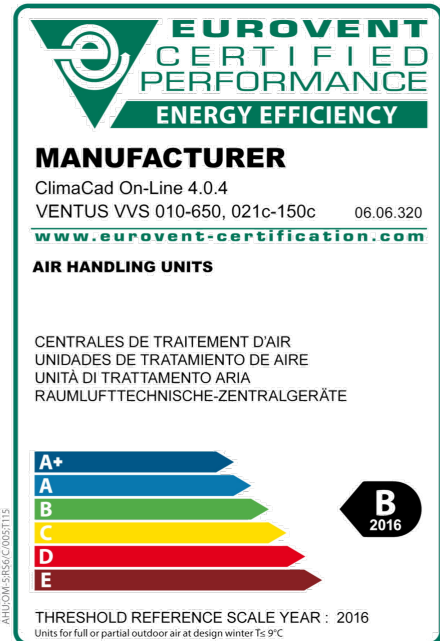 EUROVENT
CERTIFIED
PERFORMANCE
ENERGY EFFICIENCY
MANUFACTURER
ClimaCad On-Line 4.0.4
VENTUS VVS 010-650, 021c-150c 06.06.320
www.eurovent-certification.com
AIR HANDLING UNITS
CENTRALES DE TRAITEMENT D'AIR
UNIDADES DE TRATAMIENTO DE AIRE
UNITÀ DI TRATTAMENTO ARIA
RAUMLUFTTECHNISCHE-ZENTRALGERÄTE
A+
A
B
C
D
E
B
2016
AHU:OM-5:RS6/C/005:T115
THRESHOLD REFERENCE SCALE YEAR : 2016
Units for full or partial outdoor air at design winter T≤ 9°C